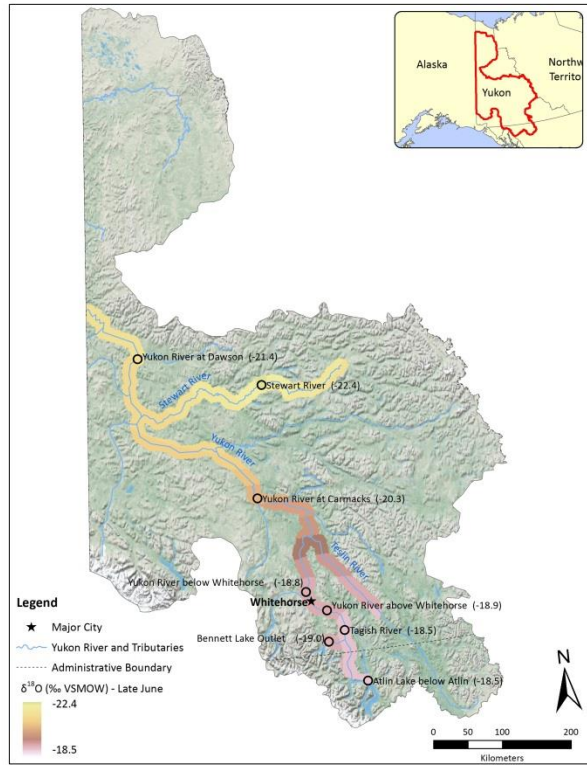 Alaska
Northw
Territo
Yukon
Yukon River at Dawson (-21.4)
Stewart River
Stewart River (-22.4)
Yukon River
Yukon River at Carmacks (-20.3)
Teslin River
Yukon River below Whitehorse (-18.8)
Whitehorse
Yukon River above Whitehorse (-18.9)
Tagish River (-18.5)
Bennett Lake Outlet (-19.0)
Atlin Lake below Atlin (-18.5)
Legend
Major City
Yukon River and Tributaries
Administrative Boundary
δ¹⁸O (‰ VSMOW) - Late June
-22.4
-18.5
N
0 50 100 200
Kilometers